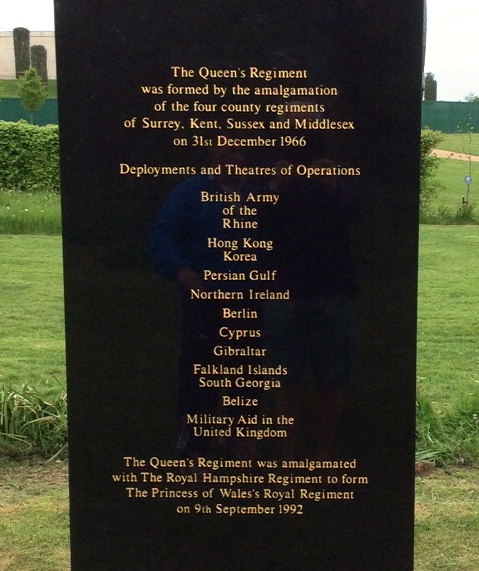 The Queen's Regiment
was formed by the amalgamation
of the four county regiments
of Surrey, Kent, Sussex and Middlesex
on 31st December 1966
Deployments and Theatres of Operations
British Army
of the
Rhine
Hong Kong
Korea
Persian Gulf
Northern Ireland
Berlin
Cyprus
Gibraltar
Falkland Islands
South Georgia
Belize
Military Aid in the
United Kingdom
The Queen's Regiment was amalgamated
with The Royal Hampshire Regiment to form
The Princess of Wales's Royal Regiment
on 9th September 1992